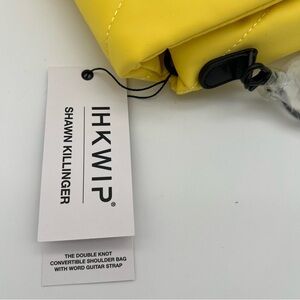 IHKWIP®
SHAWN KILLINGER
THE DOUBLE KNOT
CONVERTIBLE SHOULDER BAG
WITH WORD GUITAR STRAP